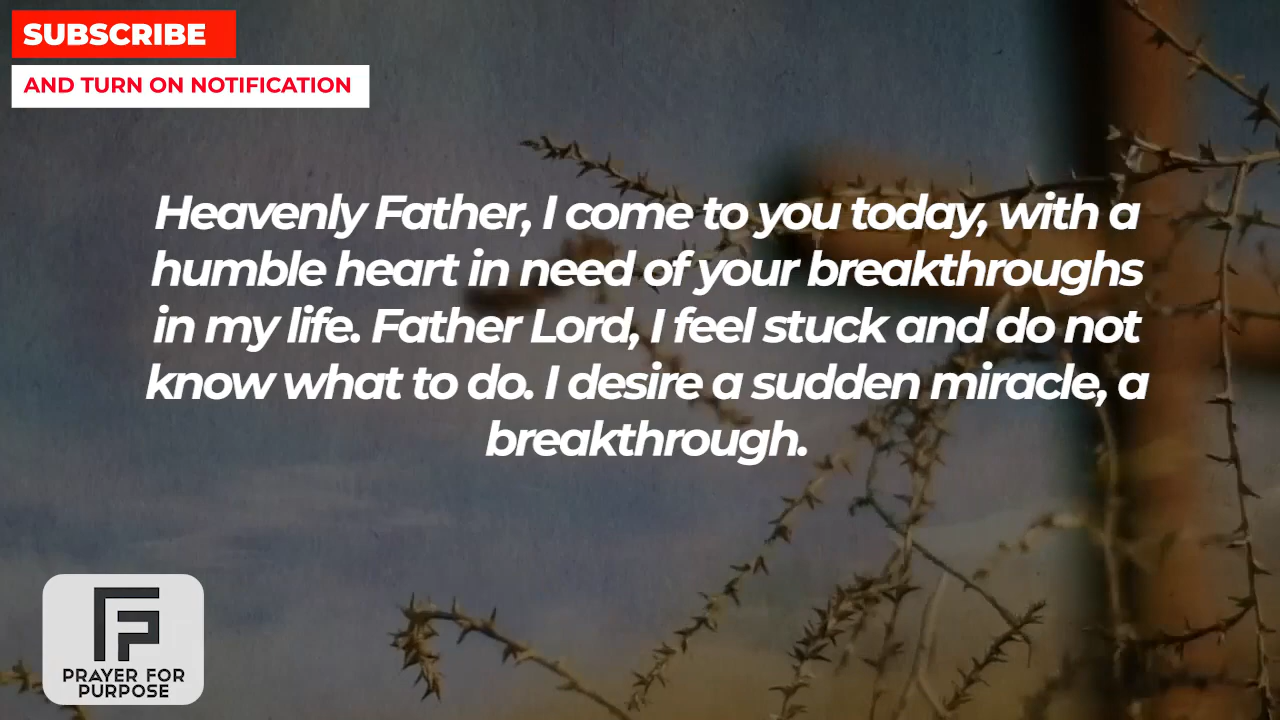 SUBSCRIBE
AND TURN ON NOTIFICATION
Heavenly Father, I come to you today, with a
humble heart in need of your breakthroughs
in my life. Father Lord, I feel stuck and do not
know what to do. I desire a sudden miracle, a
breakthrough.
PRAYER FOR
PURPOSE